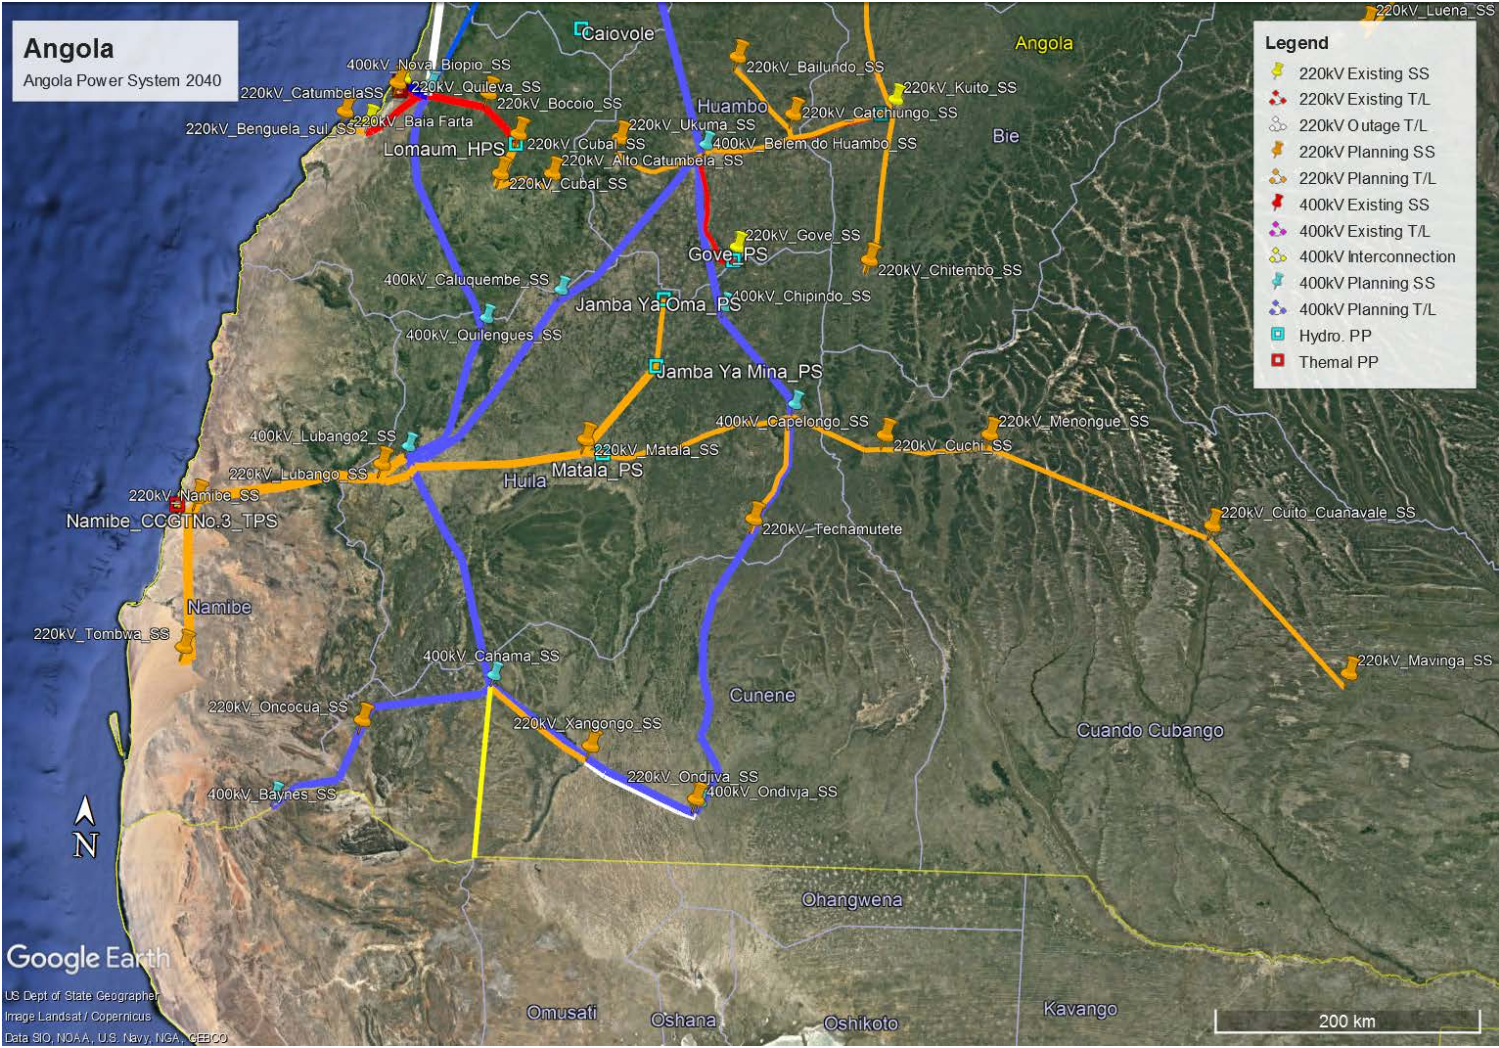 Angola
Angola Power System 2040
Caiovole
220kV_Luena_SS
Angola
Legend
220kV Existing SS
220kV Existing T/L
220kV Outage T/L
220kV Planning SS
220kV Planning T/L
400kV Existing SS
400kV Existing T/L
400kV Interconnection
400kV Planning SS
400kV Planning T/L
Hydro. PP
Themal PP
400kV_Nova_Biopio_SS
220kV_Bailundo_SS
220kV_CatumbelaSS
220kV_Quileva_SS
220kV_Kuito_SS
220kV_Bocoio_SS
Huambo
220kV_Catchiungo_SS
220kV_Benguela_sul_SS
220kV_Baia Farta
220kV_Ukuma_SS
Bie
Lomaum_HPS
220kV_Cubal_SS
400kV_Belem do Huambo_SS
220kV_Alto Catumbela_SS
220kV_Cubal_SS
220kV_Gove_SS
Gove_PS
220kV_Chitembo_SS
400kV_Caluquembe_SS
Jamba Ya Oma_PS
400kV_Chipindo_SS
400kV_Quilengues_SS
Jamba Ya Mina_PS
400kV_Capelongo_SS
220kV_Menongue_SS
400kV_Lubango2_SS
220kV_Matala_SS
220kV_Cuchi_SS
220kV_Lubango_SS
Matala_PS
Huila
220kV_Namibe_SS
Namibe_CCGTNo.3_TPS
220kV_Cuito_Cuanavale_SS
220kV_Techamutete
Namibe
220kV_Tombwa_SS
400kV_Cahama_SS
220kV_Mavinga_SS
Cunene
220kV_Oncocua_SS
220kV_Xangongo_SS
Cuando Cubango
220kV_Ondjiva_SS
400kV_Baynes_SS
400kV_Ondivja_SS
N
Ohangwena
Google Earth
US Dept of State Geographer
Image Landsat / Copernicus
Data SIO, NOAA, U.S. Navy, NGA, GEBCO
Omusati
Oshana
Oshikoto
Kavango
200 km